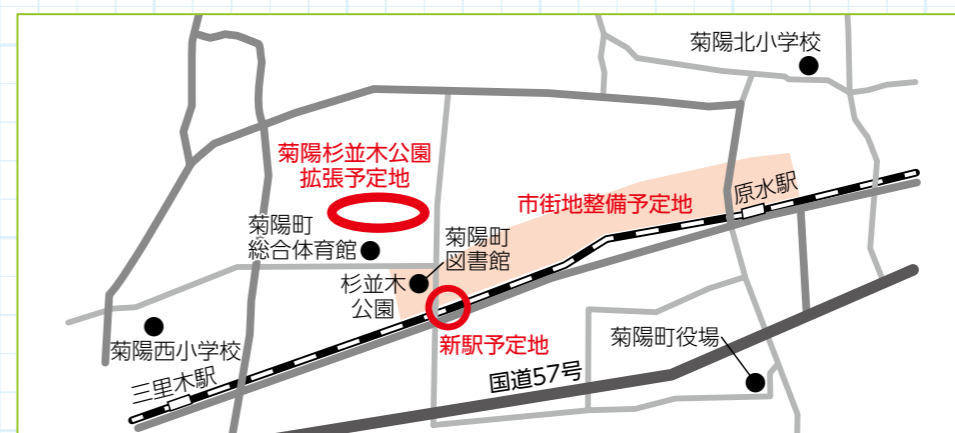 菊陽北小学校
菊陽杉並木公園
拡張予定地
市街地整備予定地
原水駅
菊陽町
総合体育館
菊陽町
図書館
杉並木
公園
新駅予定地
菊陽西小学校
三里木駅
国道57号
菊陽町役場